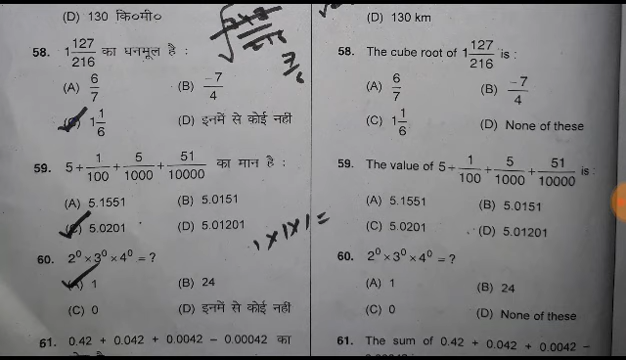 (D) 130 कि०मी०
58. 1 127/216 का घनमूल है :
(A) 6/7 (B) -7/4
(C) 1 1/6 (D) इनमें से कोई नहीं
59. 5 + 1/100 + 5/1000 + 51/10000 का मान है :
(A) 5.1551 (B) 5.0151
(C) 5.0201 (D) 5.01201
60. 2⁰ × 3⁰ × 4⁰ = ?
(A) 1 (B) 24
(C) 0 (D) इनमें से कोई नहीं
61. 0.42 + 0.042 + 0.0042 − 0.00042 का
7/6
1 × 1 × 1 =
(D) 130 km
58. The cube root of 1 127/216 is :
(A) 6/7 (B) -7/4
(C) 1 1/6 (D) None of these
59. The value of 5 + 1/100 + 5/1000 + 51/10000 is :
(A) 5.1551 (B) 5.0151
(C) 5.0201 (D) 5.01201
60. 2⁰ × 3⁰ × 4⁰ = ?
(A) 1 (B) 24
(C) 0 (D) None of these
61. The sum of 0.42 + 0.042 + 0.0042 −